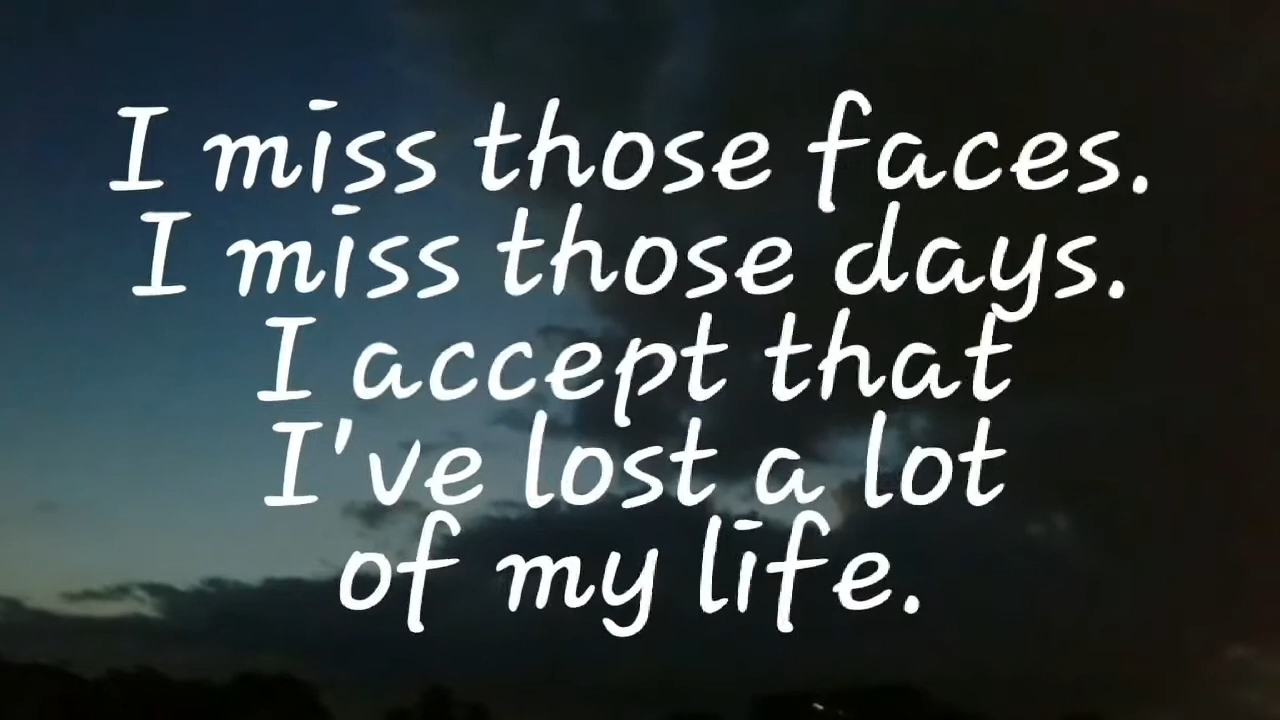 I miss those faces.
I miss those days.
I accept that
I've lost a lot
of my life.